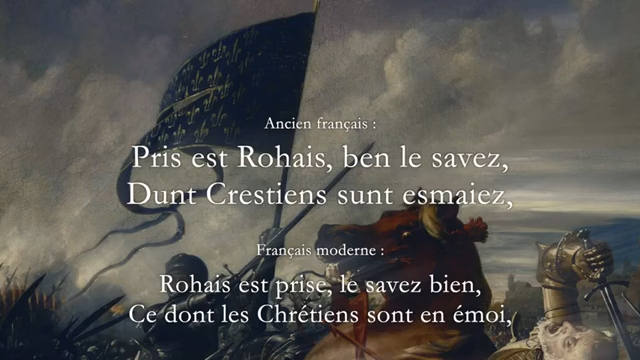 Ancien français :
Pris est Rohais, ben le savez,
Dunt Crestiens sunt esmaiez,
Français moderne :
Rohais est prise, le savez bien,
Ce dont les Chrétiens sont en émoi,